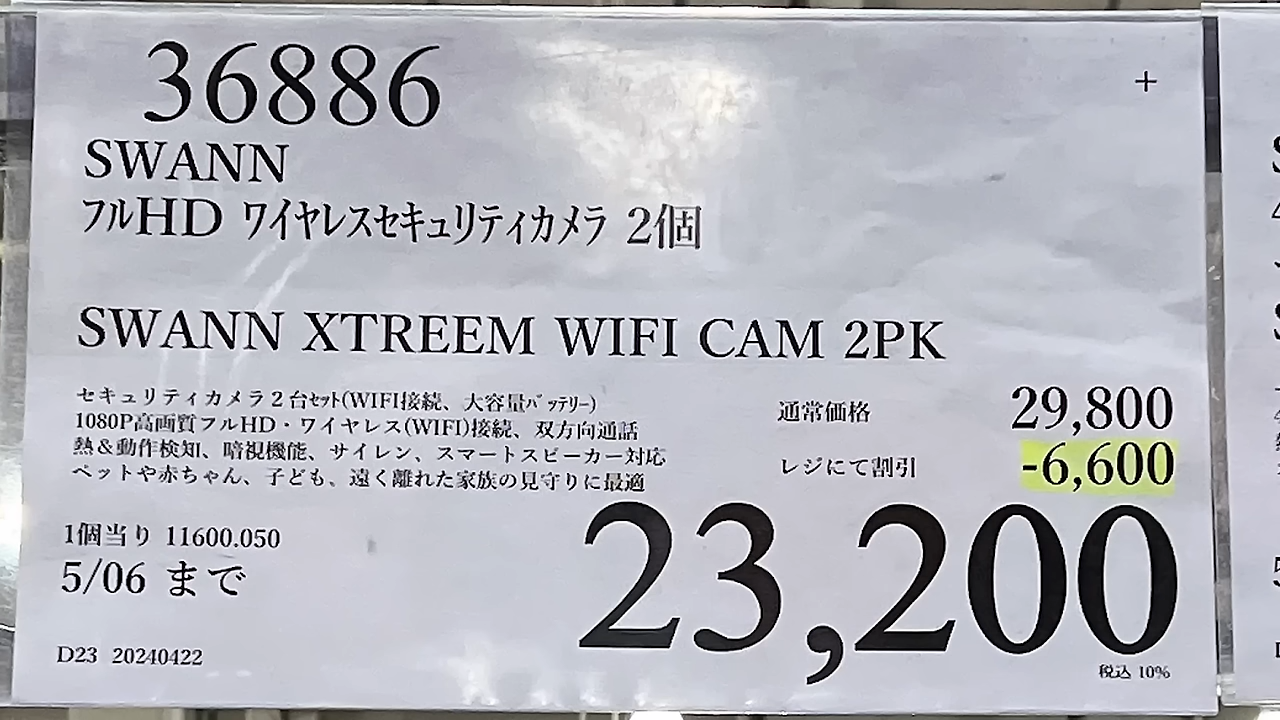 36886
+
SWANN
フルHD ワイヤレスセキュリティカメラ 2個
SWANN XTREEM WIFI CAM 2PK
セキュリティカメラ２台ｾｯﾄ(WIFI接続、大容量ﾊﾞｯﾃﾘｰ)
1080P高画質フルHD・ワイヤレス(WIFI)接続、双方向通話
熱＆動作検知、暗視機能、サイレン、スマートスピーカー対応
ペットや赤ちゃん、子ども、遠く離れた家族の見守りに最適
通常価格 29,800
レジにて割引 -6,600
1個当り 11600.050
5/06 まで
23,200
D23 20240422
税込 10%